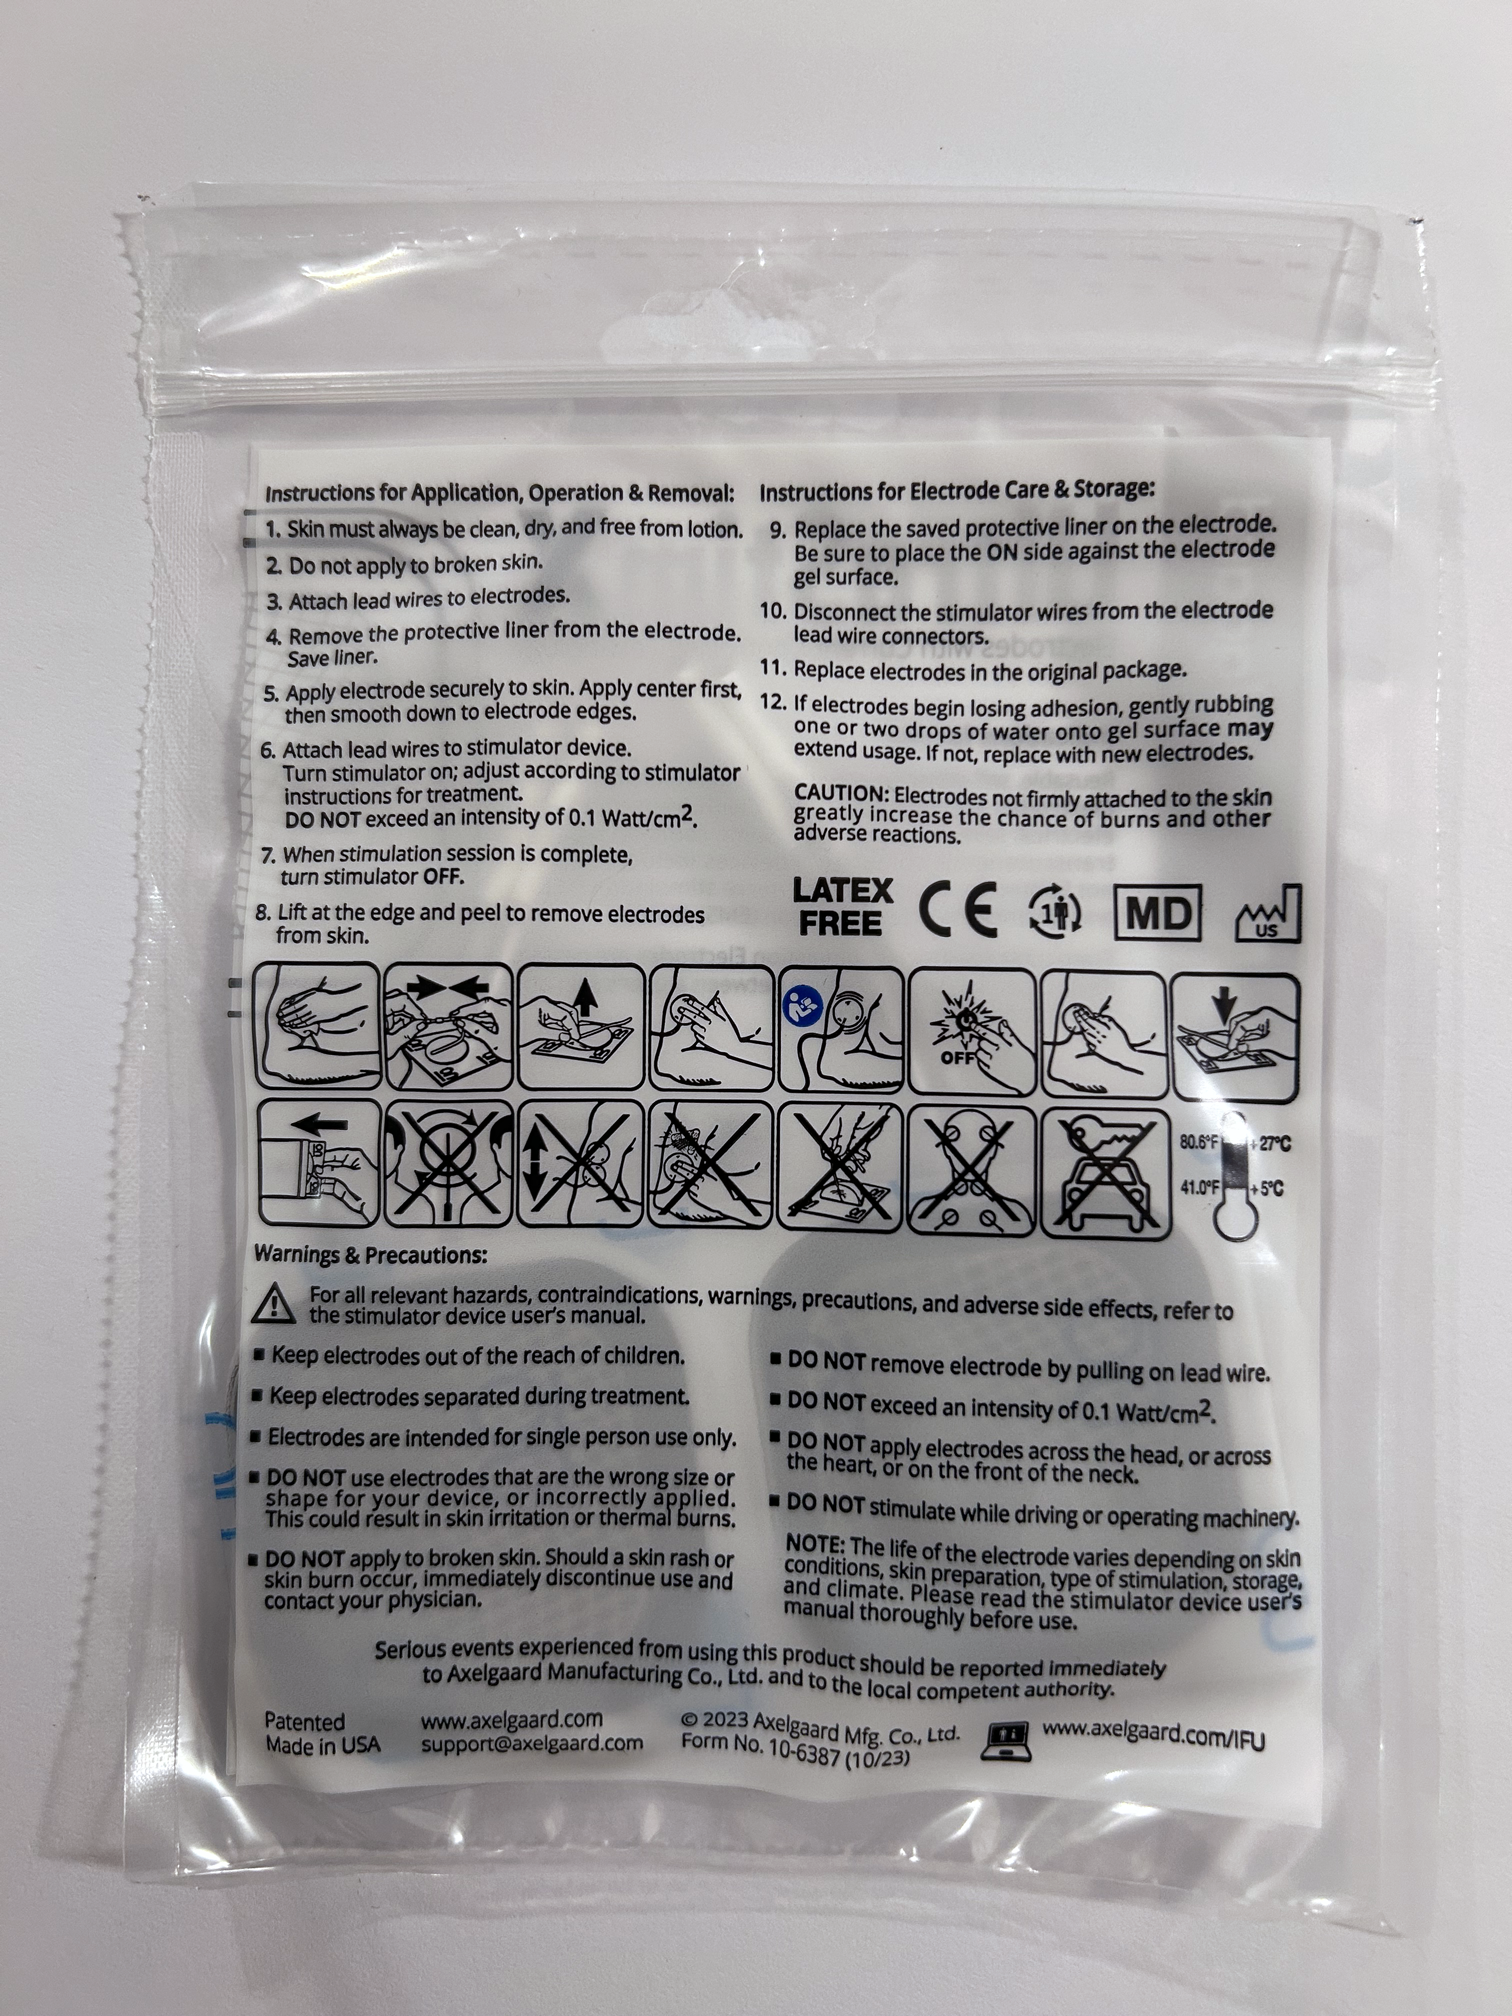 Instructions for Application, Operation & Removal:
1. Skin must always be clean, dry, and free from lotion.
2. Do not apply to broken skin.
3. Attach lead wires to electrodes.
4. Remove the protective liner from the electrode.
Save liner.
5. Apply electrode securely to skin. Apply center first,
then smooth down to electrode edges.
6. Attach lead wires to stimulator device.
Turn stimulator on; adjust according to stimulator
instructions for treatment.
DO NOT exceed an intensity of 0.1 Watt/cm².
7. When stimulation session is complete,
turn stimulator OFF.
8. Lift at the edge and peel to remove electrodes
from skin.
Instructions for Electrode Care & Storage:
9. Replace the saved protective liner on the electrode.
Be sure to place the ON side against the electrode
gel surface.
10. Disconnect the stimulator wires from the electrode
lead wire connectors.
11. Replace electrodes in the original package.
12. If electrodes begin losing adhesion, gently rubbing
one or two drops of water onto gel surface may
extend usage. If not, replace with new electrodes.
CAUTION: Electrodes not firmly attached to the skin
greatly increase the chance of burns and other
adverse reactions.
LATEX
FREE
CE
1
MD
US
OFF
80.6°F +27°C
41.0°F +5°C
Warnings & Precautions:
For all relevant hazards, contraindications, warnings, precautions, and adverse side effects, refer to
the stimulator device user's manual.
▪ Keep electrodes out of the reach of children.
▪ Keep electrodes separated during treatment.
▪ Electrodes are intended for single person use only.
▪ DO NOT use electrodes that are the wrong size or
shape for your device, or incorrectly applied.
This could result in skin irritation or thermal burns.
▪ DO NOT apply to broken skin. Should a skin rash or
skin burn occur, immediately discontinue use and
contact your physician.
▪ DO NOT remove electrode by pulling on lead wire.
▪ DO NOT exceed an intensity of 0.1 Watt/cm².
▪ DO NOT apply electrodes across the head, or across
the heart, or on the front of the neck.
▪ DO NOT stimulate while driving or operating machinery.
NOTE: The life of the electrode varies depending on skin
conditions, skin preparation, type of stimulation, storage,
and climate. Please read the stimulator device user's
manual thoroughly before use.
Serious events experienced from using this product should be reported immediately
to Axelgaard Manufacturing Co., Ltd. and to the local competent authority.
Patented
Made in USA
www.axelgaard.com
support@axelgaard.com
© 2023 Axelgaard Mfg. Co., Ltd.
Form No. 10-6387 (10/23)
www.axelgaard.com/IFU